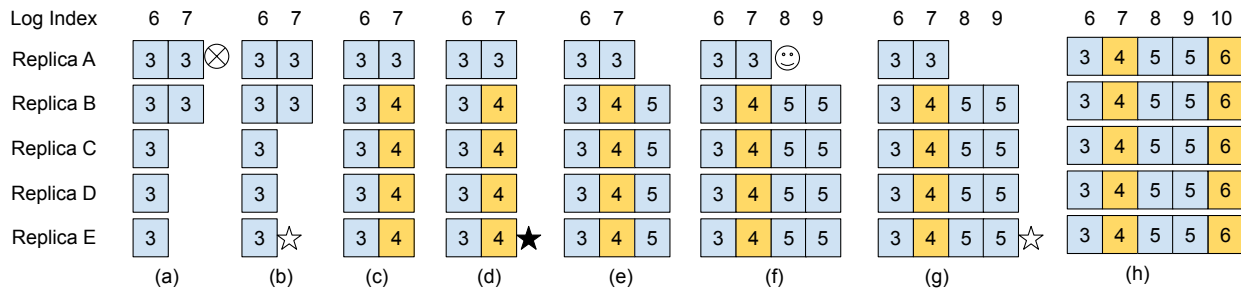 Log Index 6 7 6 7 6 7 6 7 6 7 6 7 8 9 6 7 8 9 6 7 8 9 10
Replica A 3 3 3 3 3 3 3 3 3 3 3 3 3 3 3 4 5 5 6
Replica B 3 3 3 3 3 4 3 4 3 4 5 3 4 5 5 3 4 5 5 3 4 5 5 6
Replica C 3 3 3 4 3 4 3 4 5 3 4 5 5 3 4 5 5 3 4 5 5 6
Replica D 3 3 3 4 3 4 3 4 5 3 4 5 5 3 4 5 5 3 4 5 5 6
Replica E 3 3 3 4 3 4 3 4 5 3 4 5 5 3 4 5 5 3 4 5 5 6
(a) (b) (c) (d) (e) (f) (g) (h)